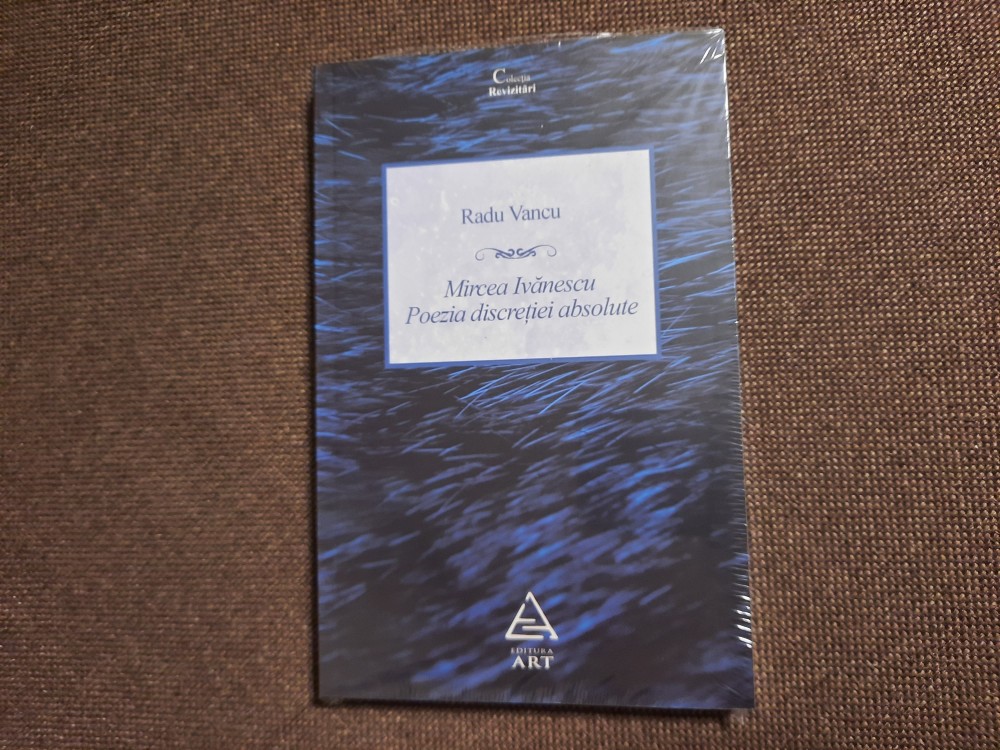 Colecția
Revizitări
Radu Vancu
Mircea Ivănescu
Poezia discreției absolute
EDITURA
ART